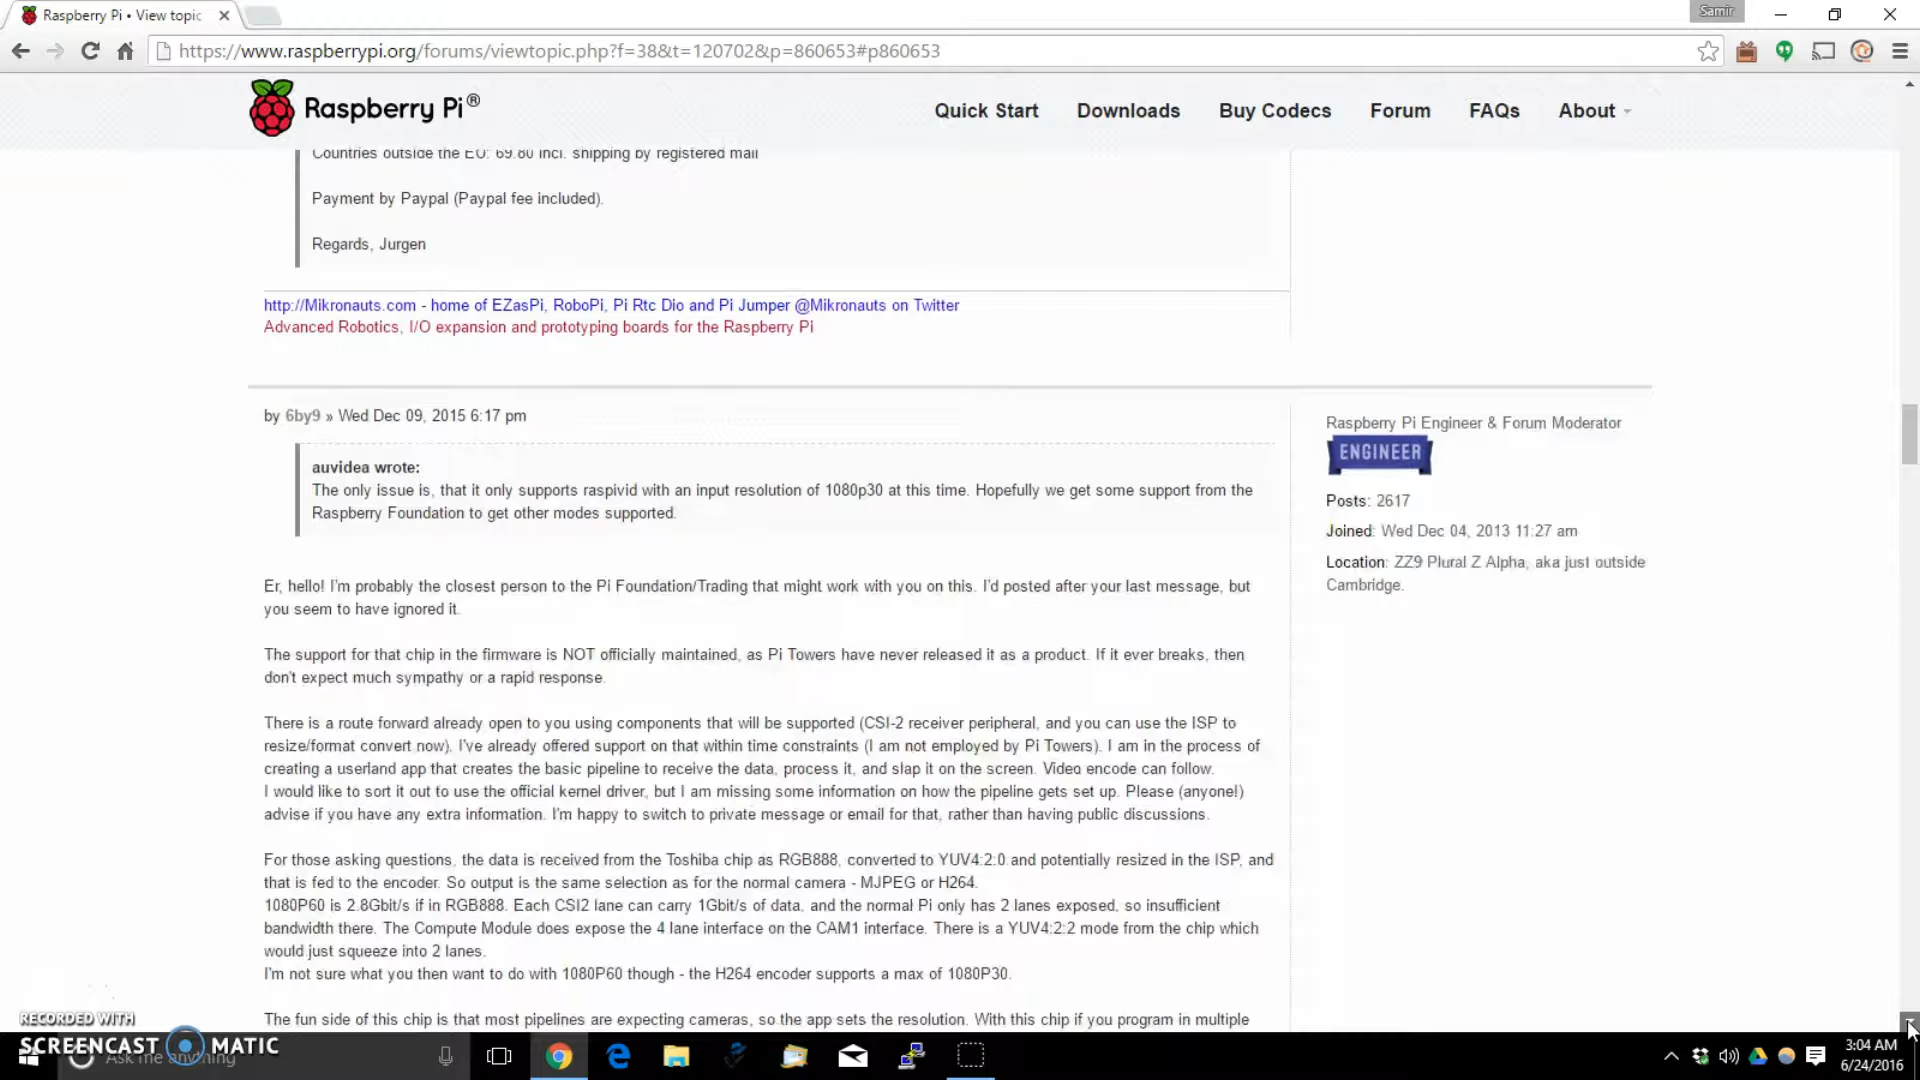 Raspberry Pi • View topic
Samir
https://www.raspberrypi.org/forums/viewtopic.php?f=38&t=120702&p=860653#p860653
Raspberry Pi®
Quick Start
Downloads
Buy Codecs
Forum
FAQs
About
Countries outside the EU: 69.80 incl. shipping by registered mail
Payment by Paypal (Paypal fee included).
Regards, Jurgen
http://Mikronauts.com - home of EZasPi, RoboPi, Pi Rtc Dio and Pi Jumper @Mikronauts on Twitter
Advanced Robotics, I/O expansion and prototyping boards for the Raspberry Pi
by 6by9 » Wed Dec 09, 2015 6:17 pm
auvidea wrote:
The only issue is, that it only supports raspivid with an input resolution of 1080p30 at this time. Hopefully we get some support from the
Raspberry Foundation to get other modes supported.
Er, hello! I'm probably the closest person to the Pi Foundation/Trading that might work with you on this. I'd posted after your last message, but
you seem to have ignored it.
The support for that chip in the firmware is NOT officially maintained, as Pi Towers have never released it as a product. If it ever breaks, then
don't expect much sympathy or a rapid response.
There is a route forward already open to you using components that will be supported (CSI-2 receiver peripheral, and you can use the ISP to
resize/format convert now). I've already offered support on that within time constraints (I am not employed by Pi Towers). I am in the process of
creating a userland app that creates the basic pipeline to receive the data, process it, and slap it on the screen. Video encode can follow.
I would like to sort it out to use the official kernel driver, but I am missing some information on how the pipeline gets set up. Please (anyone!)
advise if you have any extra information. I'm happy to switch to private message or email for that, rather than having public discussions.
For those asking questions, the data is received from the Toshiba chip as RGB888, converted to YUV4:2:0 and potentially resized in the ISP, and
that is fed to the encoder. So output is the same selection as for the normal camera - MJPEG or H264.
1080P60 is 2.8Gbit/s if in RGB888. Each CSI2 lane can carry 1Gbit/s of data, and the normal Pi only has 2 lanes exposed, so insufficient
bandwidth there. The Compute Module does expose the 4 lane interface on the CAM1 interface. There is a YUV4:2:2 mode from the chip which
would just squeeze into 2 lanes.
I'm not sure what you then want to do with 1080P60 though - the H264 encoder supports a max of 1080P30.
The fun side of this chip is that most pipelines are expecting cameras, so the app sets the resolution. With this chip if you program in multiple
Raspberry Pi Engineer & Forum Moderator
ENGINEER
Posts: 2617
Joined: Wed Dec 04, 2013 11:27 am
Location: ZZ9 Plural Z Alpha, aka just outside
Cambridge.
RECORDED WITH
SCREENCAST MATIC
Ask me anything
3:04 AM
6/24/2016